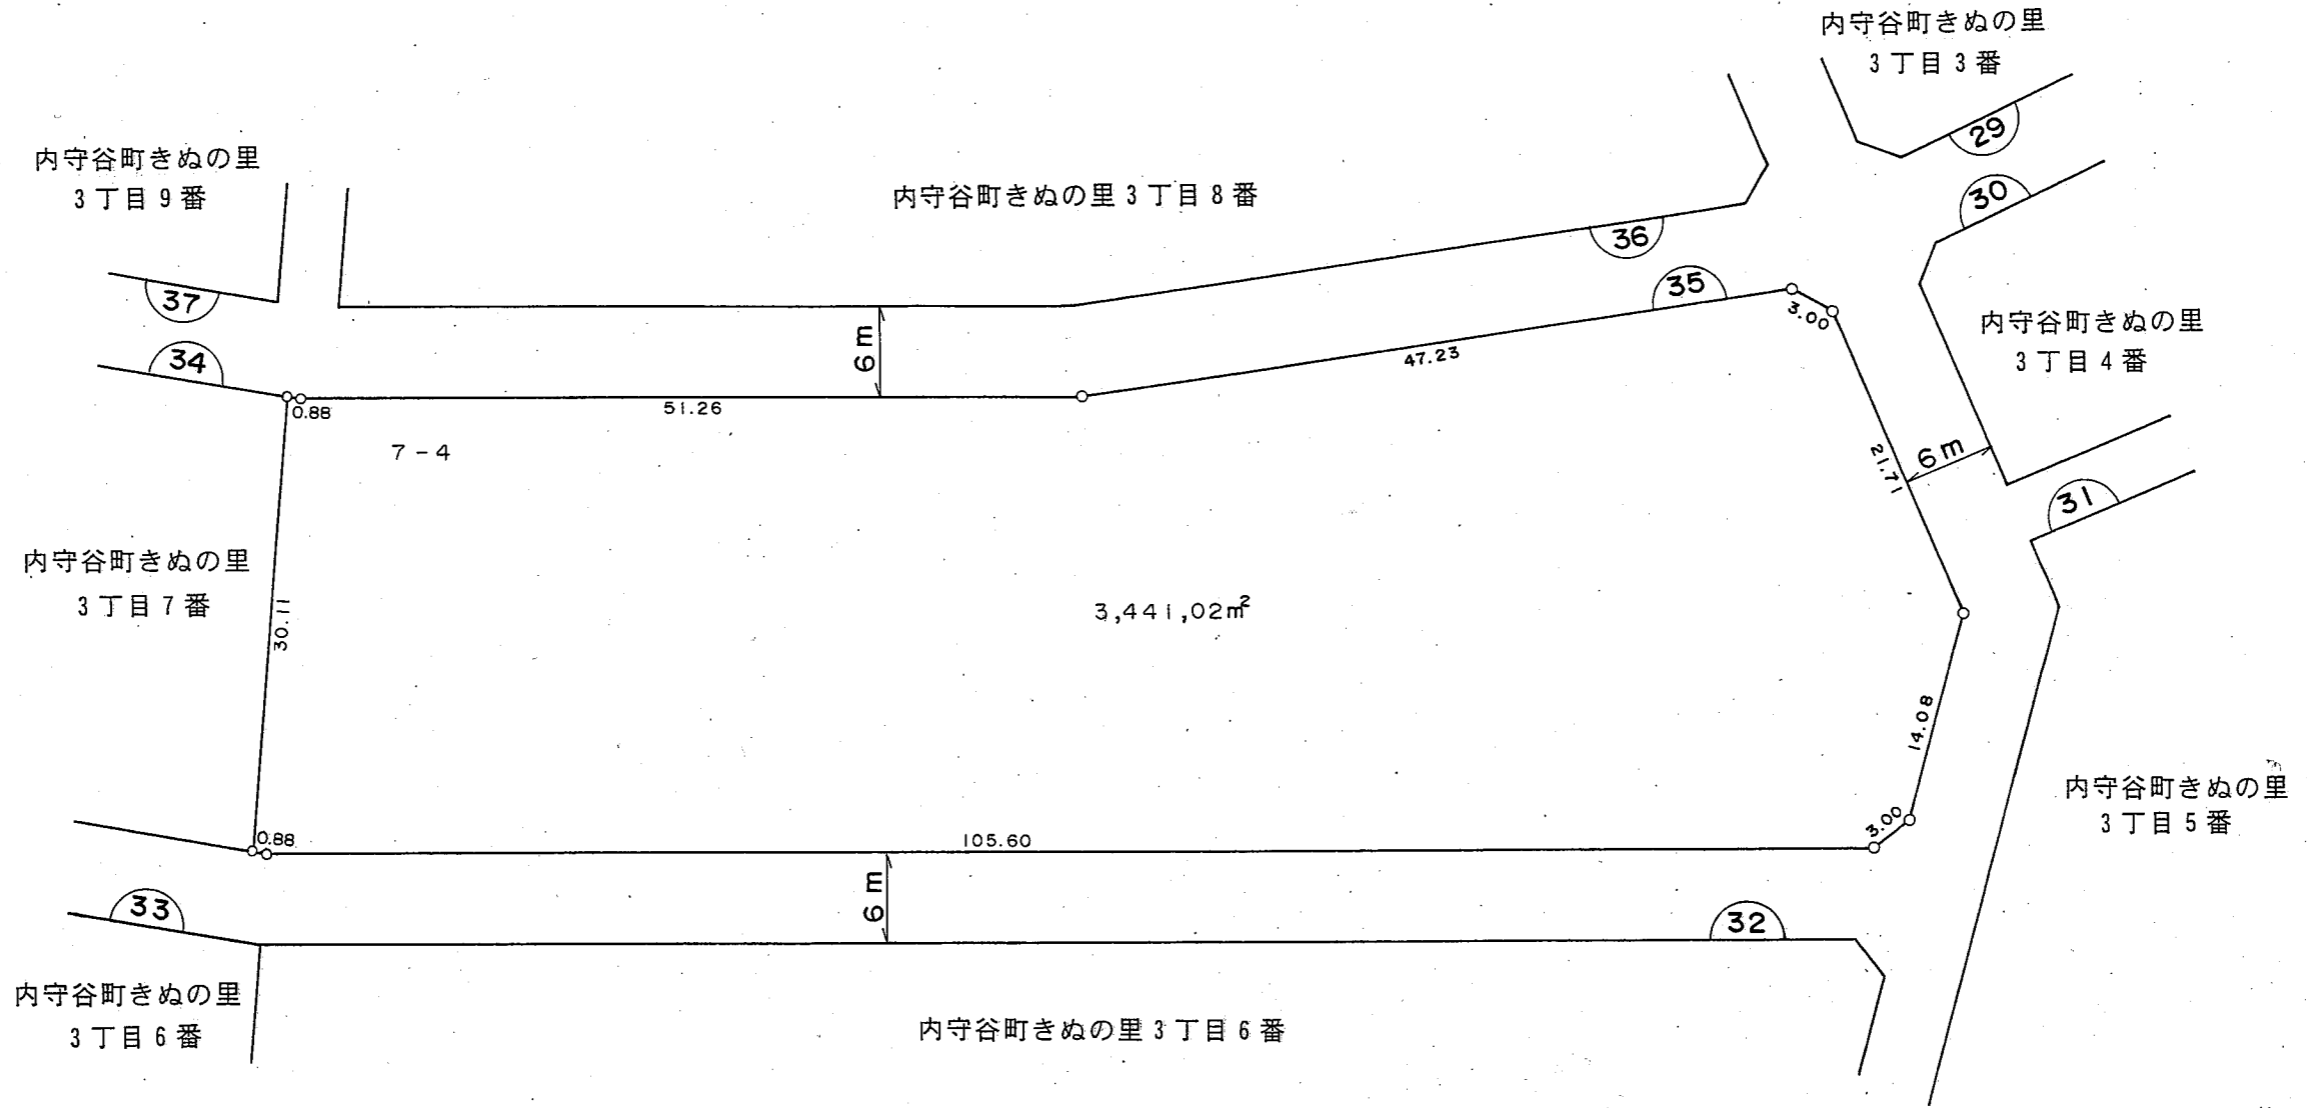 内守谷町きぬの里
3丁目3番
29
内守谷町きぬの里
3丁目9番
内守谷町きぬの里3丁目8番
30
36
35
37
3.00
内守谷町きぬの里
3丁目4番
34
6m
47.23
0.88
51.26
7-4
21.71
6m
31
内守谷町きぬの里
3丁目7番
30.11
3,441,02m²
14.08
内守谷町きぬの里
3丁目5番
0.88
105.60
3.00
6m
33
32
内守谷町きぬの里
3丁目6番
内守谷町きぬの里3丁目6番